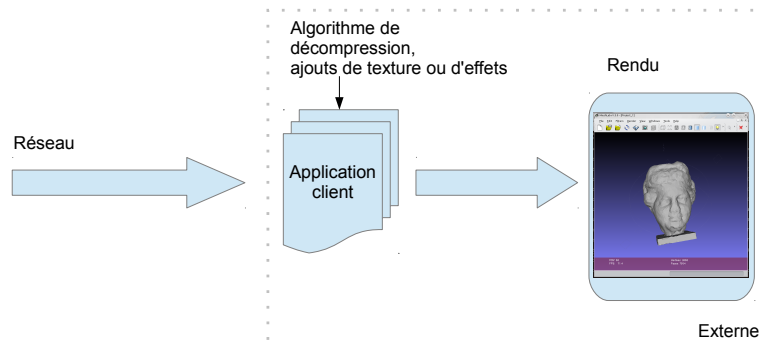 Algorithme de
décompression,
ajouts de texture ou d'effets
Rendu
Réseau
Application
client
Externe